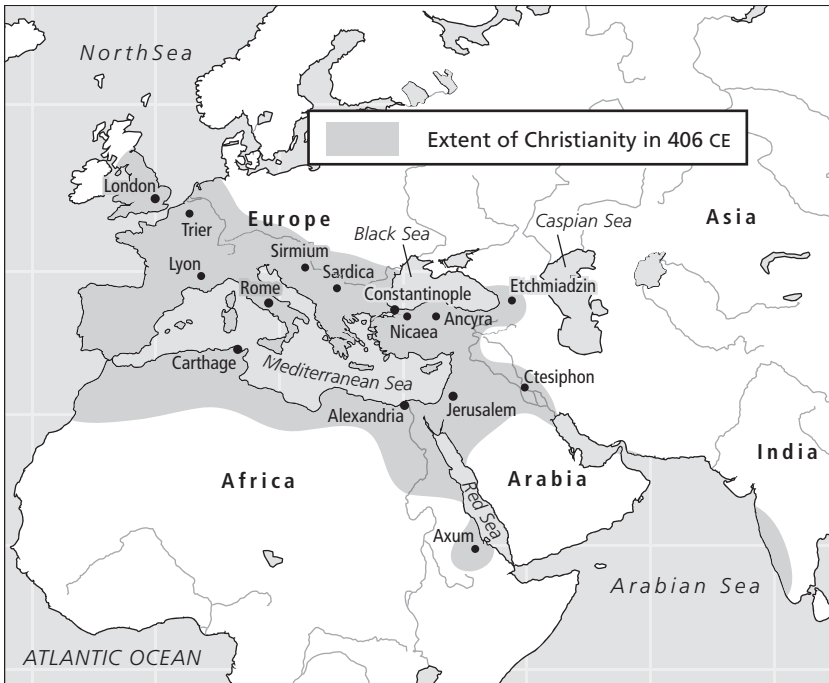 NorthSea
Extent of Christianity in 406 CE
London
Trier
Europe
Black Sea
Caspian Sea
Asia
Lyon
Sirmium
Sardica
Rome
Constantinople
Etchmiadzin
Nicaea
Ancyra
Carthage
Mediterranean Sea
Ctesiphon
Alexandria
Jerusalem
India
Africa
Arabia
Red Sea
Axum
Arabian Sea
ATLANTIC OCEAN